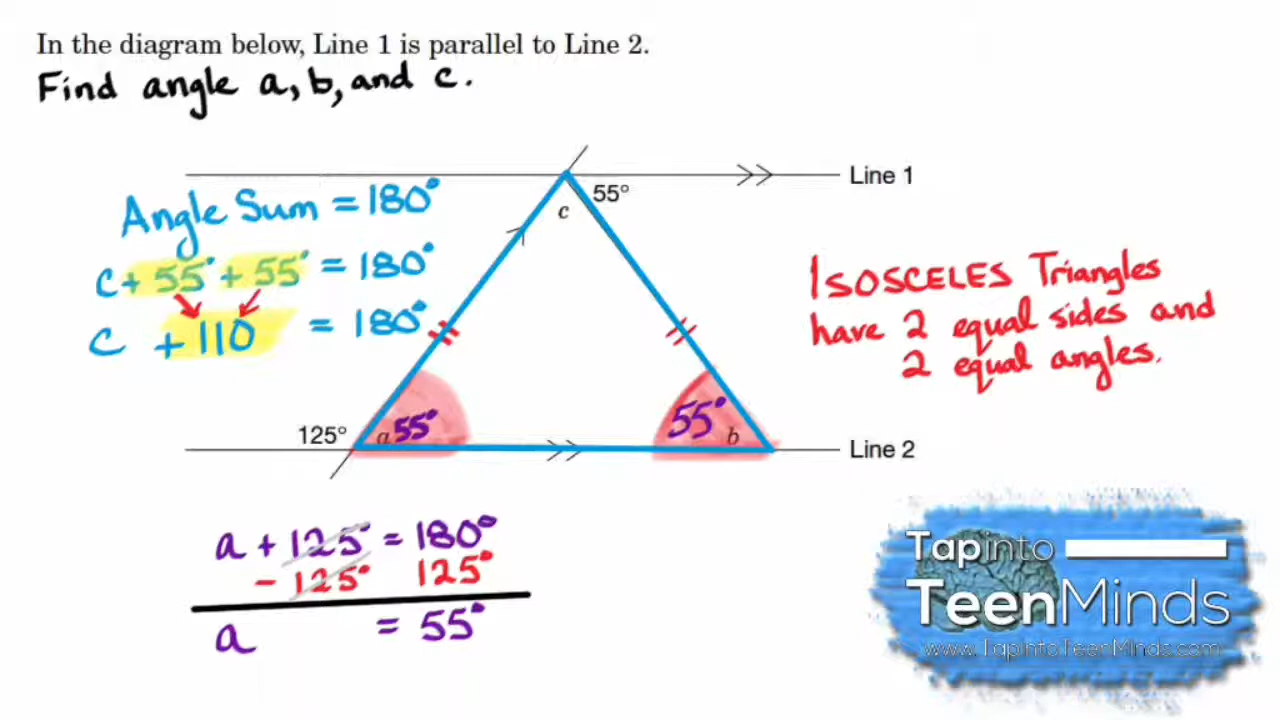 In the diagram below, Line 1 is parallel to Line 2.
Find angle a, b, and c.
Line 1
55°
c
Angle Sum = 180°
c + 55° + 55° = 180°
c + 110 = 180°
ISOSCELES Triangles
have 2 equal sides and
2 equal angles.
125°
a 55°
55° b
Line 2
a + 125° = 180°
- 125° 125°
a = 55°
Tap into
TeenMinds
www.TapIntoTeenMinds.com